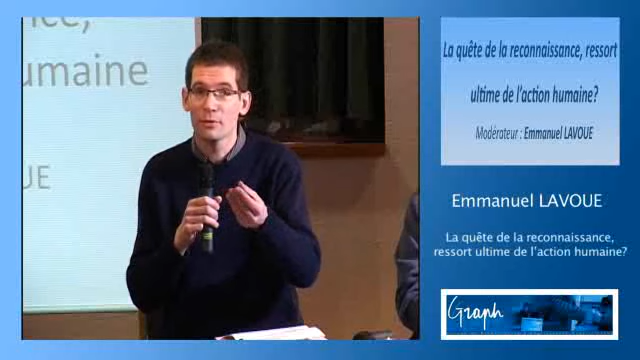 nce,
umaine
UE
La quête de la reconnaissance, ressort
ultime de l'action humaine?
Modérateur : Emmanuel LAVOUE
Emmanuel LAVOUE
La quête de la reconnaissance,
ressort ultime de l'action humaine?
Graph